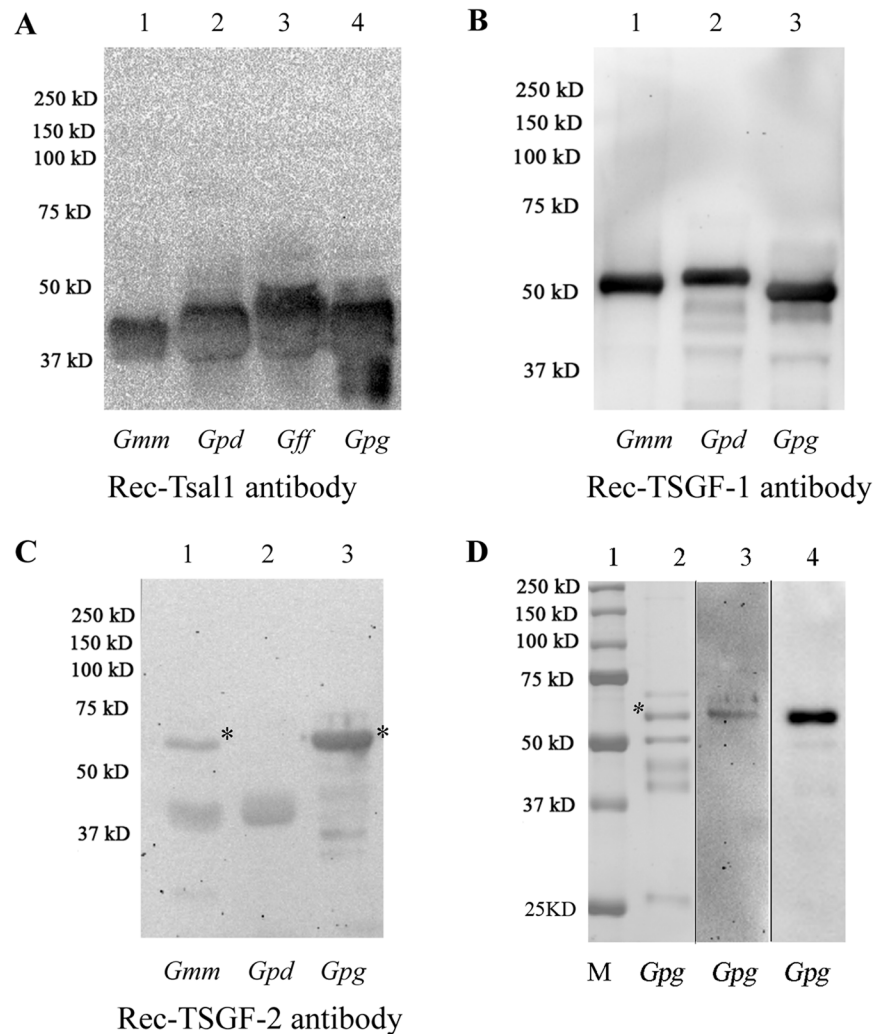 A
1 2 3 4
250 kD
150 kD
100 kD
75 kD
50 kD
37 kD
Gmm Gpd Gff Gpg
Rec-Tsal1 antibody
B
1 2 3
250 kD
150 kD
100 kD
75 kD
50 kD
37 kD
Gmm Gpd Gpg
Rec-TSGF-1 antibody
C
1 2 3
250 kD
150 kD
100 kD
75 kD
* *
50 kD
37 kD
Gmm Gpd Gpg
Rec-TSGF-2 antibody
D
1 2 3 4
250 kD
150 kD
100 kD
75 kD
*
50 kD
37 kD
25KD
M Gpg Gpg Gpg